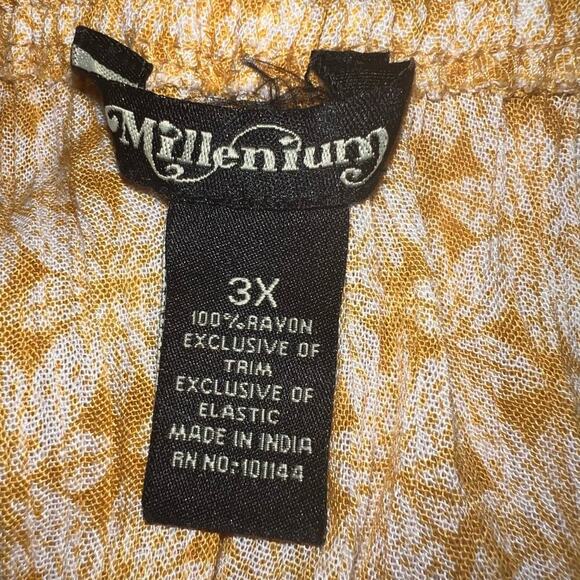 Millenium
3X
100% RAYON
EXCLUSIVE OF
TRIM
EXCLUSIVE OF
ELASTIC
MADE IN INDIA
RN NO:-101144